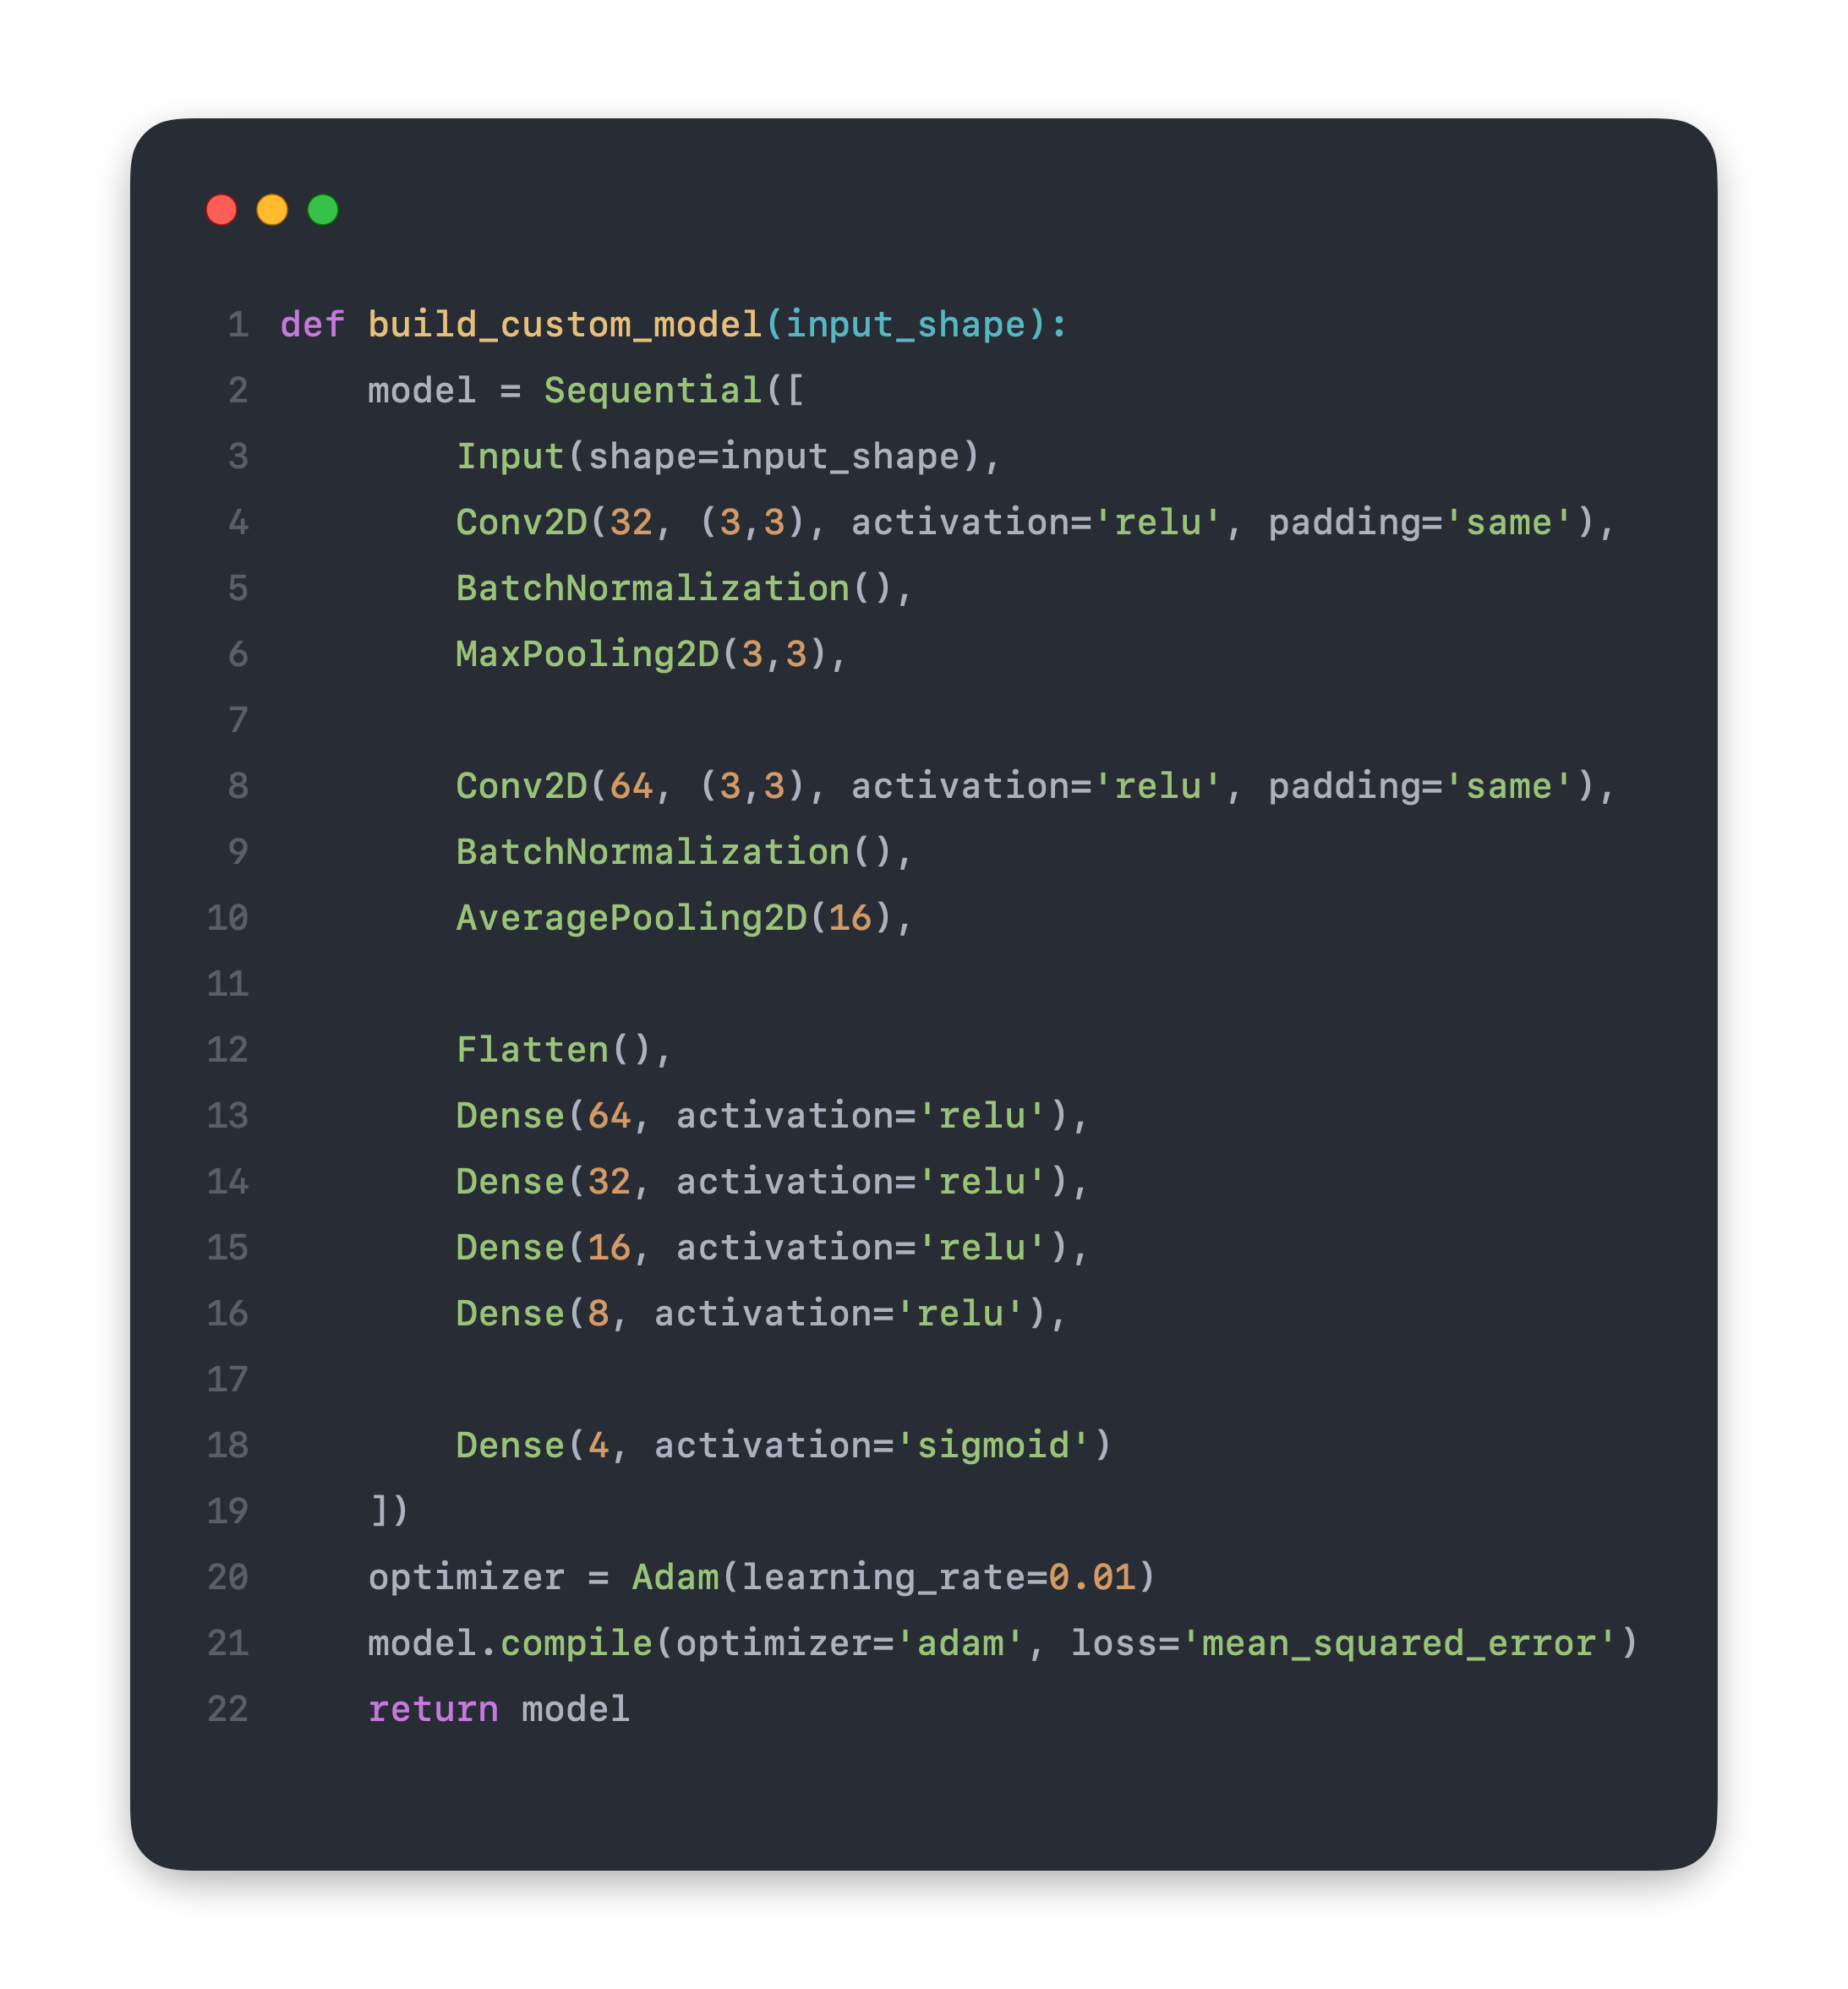 1 def build_custom_model(input_shape):
2     model = Sequential([
3         Input(shape=input_shape),
4         Conv2D(32, (3,3), activation='relu', padding='same'),
5         BatchNormalization(),
6         MaxPooling2D(3,3),
7
8         Conv2D(64, (3,3), activation='relu', padding='same'),
9         BatchNormalization(),
10         AveragePooling2D(16),
11
12         Flatten(),
13         Dense(64, activation='relu'),
14         Dense(32, activation='relu'),
15         Dense(16, activation='relu'),
16         Dense(8, activation='relu'),
17
18         Dense(4, activation='sigmoid')
19     ])
20     optimizer = Adam(learning_rate=0.01)
21     model.compile(optimizer='adam', loss='mean_squared_error')
22     return model